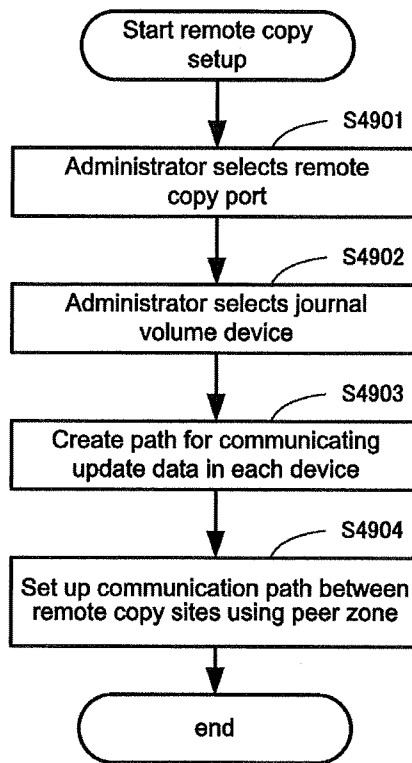 Start remote copy
setup
S4901
Administrator selects remote
copy port
S4902
Administrator selects journal
volume device
S4903
Create path for communicating
update data in each device
S4904
Set up communication path between
remote copy sites using peer zone
end